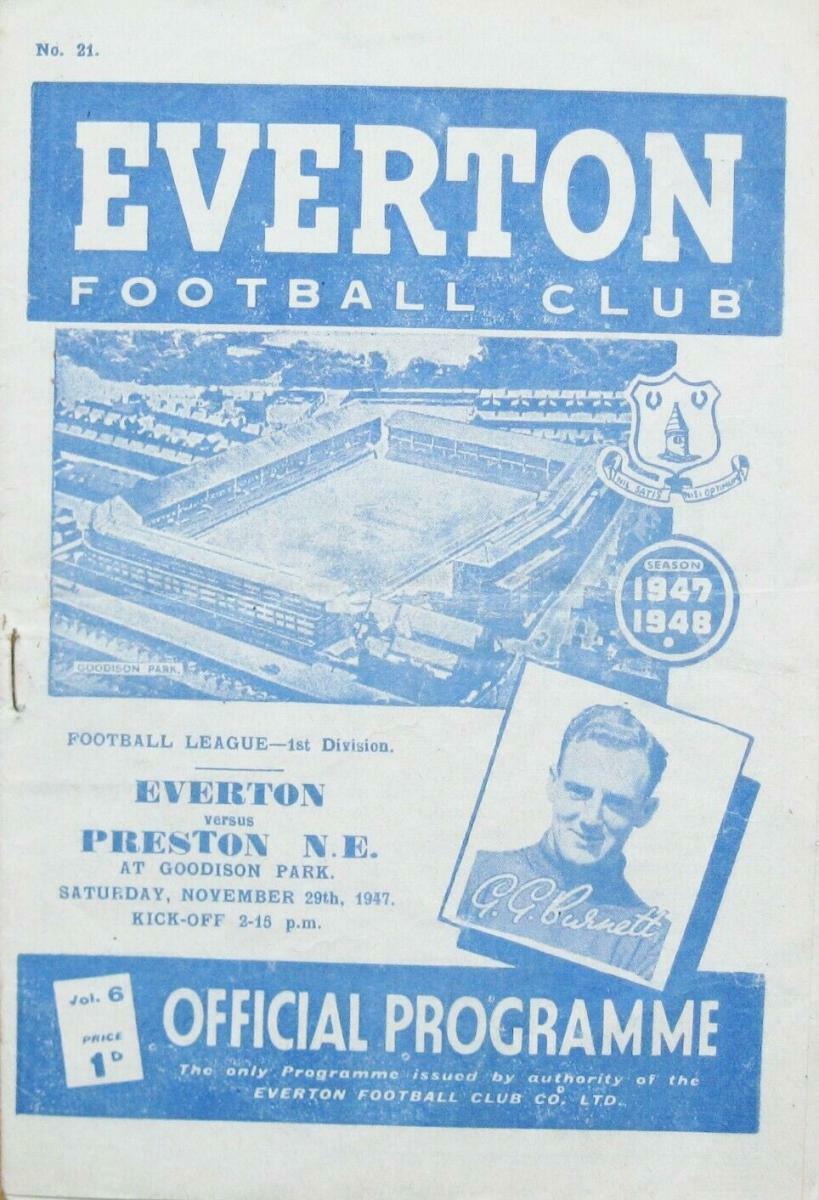 No. 21.
EVERTON
FOOTBALL CLUB
NIL SATIS NISI OPTIMUM
SEASON
1947
1948
GOODISON PARK.
FOOTBALL LEAGUE—1st Division.
EVERTON
versus
PRESTON N.E.
AT GOODISON PARK.
SATURDAY, NOVEMBER 29th, 1947.
KICK-OFF 2-15 p.m.
G. G. Burnett
Vol. 6
PRICE
1D
OFFICIAL PROGRAMME
The only Programme issued by authority of the
EVERTON FOOTBALL CLUB CO. LTD.